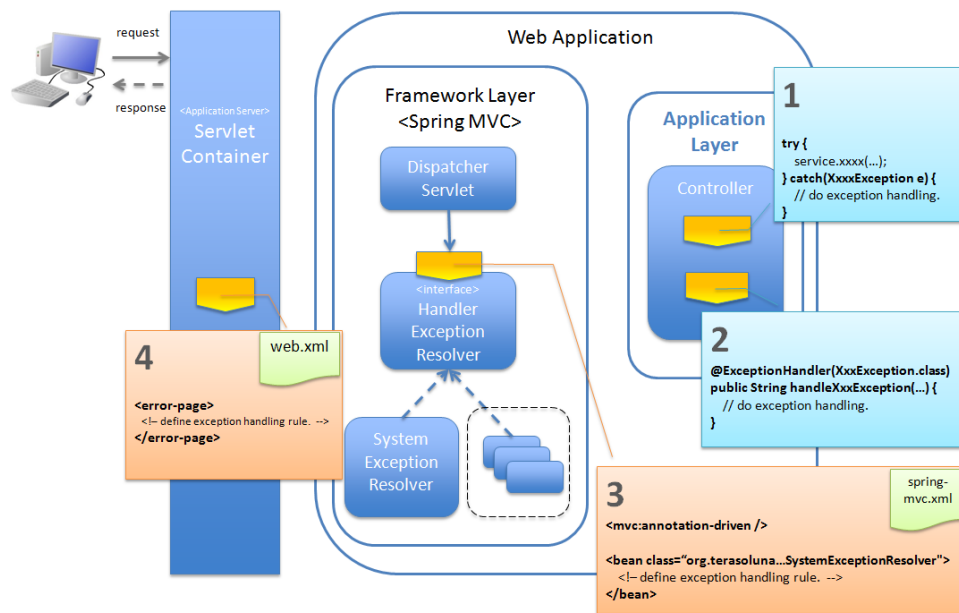 request
response
<Application Server>
Servlet
Container
Web Application
Framework Layer
<Spring MVC>
Dispatcher
Servlet
<interface>
Handler
Exception
Resolver
System
Exception
Resolver
Application
Layer
Controller
1
try {
service.xxxx(…);
} catch(XxxxException e) {
// do exception handling.
}
2
@ExceptionHandler(XxxException.class)
public String handleXxxException(…) {
// do exception handling.
}
3
spring-
mvc.xml
<mvc:annotation-driven />
<bean class=“org.terasoluna...SystemExceptionResolver">
<!– define exception handling rule. -->
</bean>
4
web.xml
<error-page>
<!– define exception handling rule. -->
</error-page>